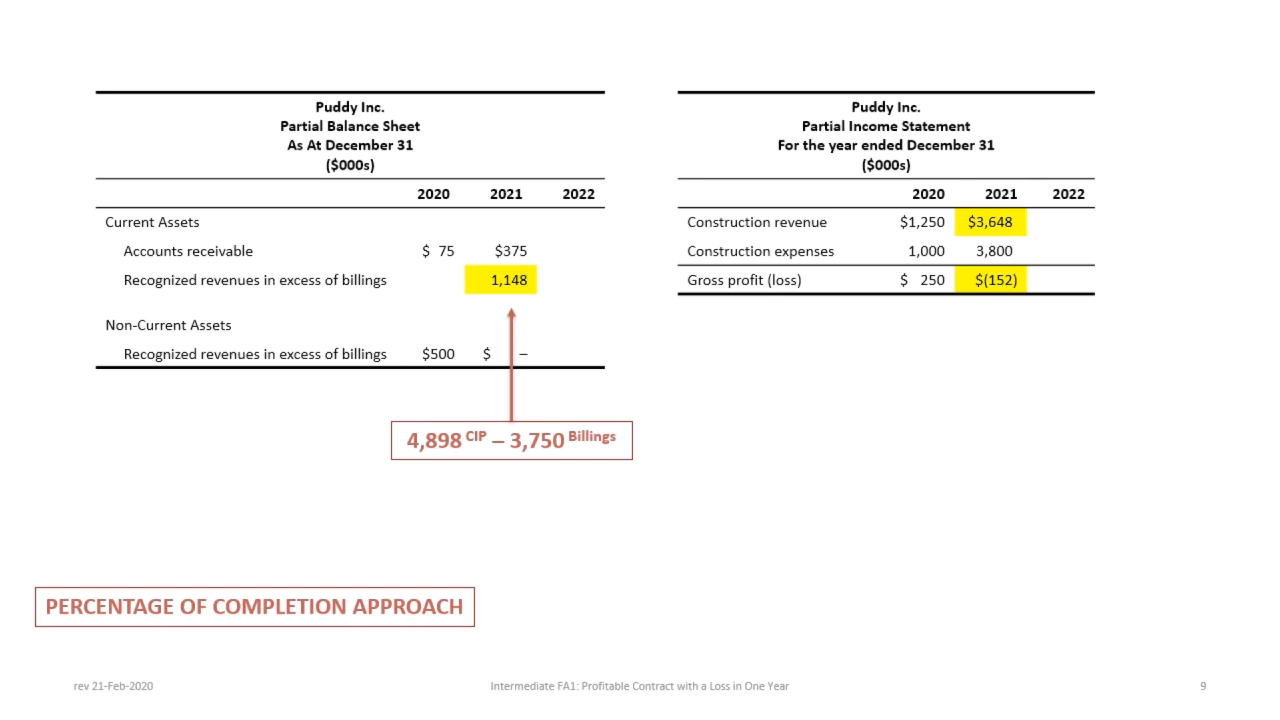 Puddy Inc.
Partial Balance Sheet
As At December 31
($000s)
2020 2021 2022
Current Assets
Accounts receivable $ 75 $375
Recognized revenues in excess of billings 1,148
Non-Current Assets
Recognized revenues in excess of billings $500 $ –
Puddy Inc.
Partial Income Statement
For the year ended December 31
($000s)
2020 2021 2022
Construction revenue $1,250 $3,648
Construction expenses 1,000 3,800
Gross profit (loss) $ 250 $(152)
4,898 CIP – 3,750 Billings
PERCENTAGE OF COMPLETION APPROACH
rev 21-Feb-2020 Intermediate FA1: Profitable Contract with a Loss in One Year 9